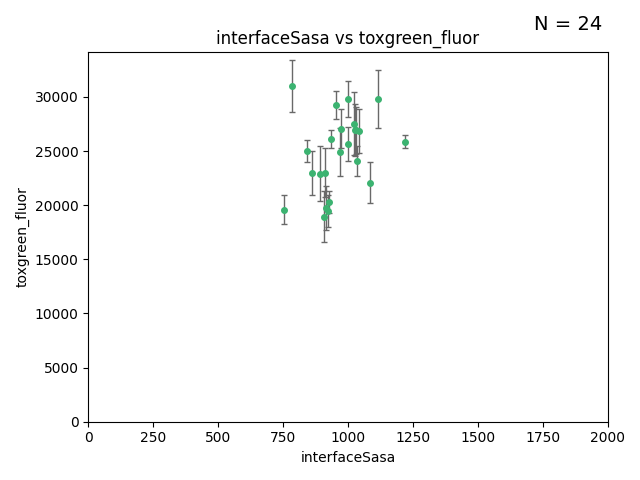 N = 24
interfaceSasa vs toxgreen_fluor
30000
25000
20000
15000
10000
5000
0
toxgreen_fluor
0 250 500 750 1000 1250 1500 1750 2000
interfaceSasa